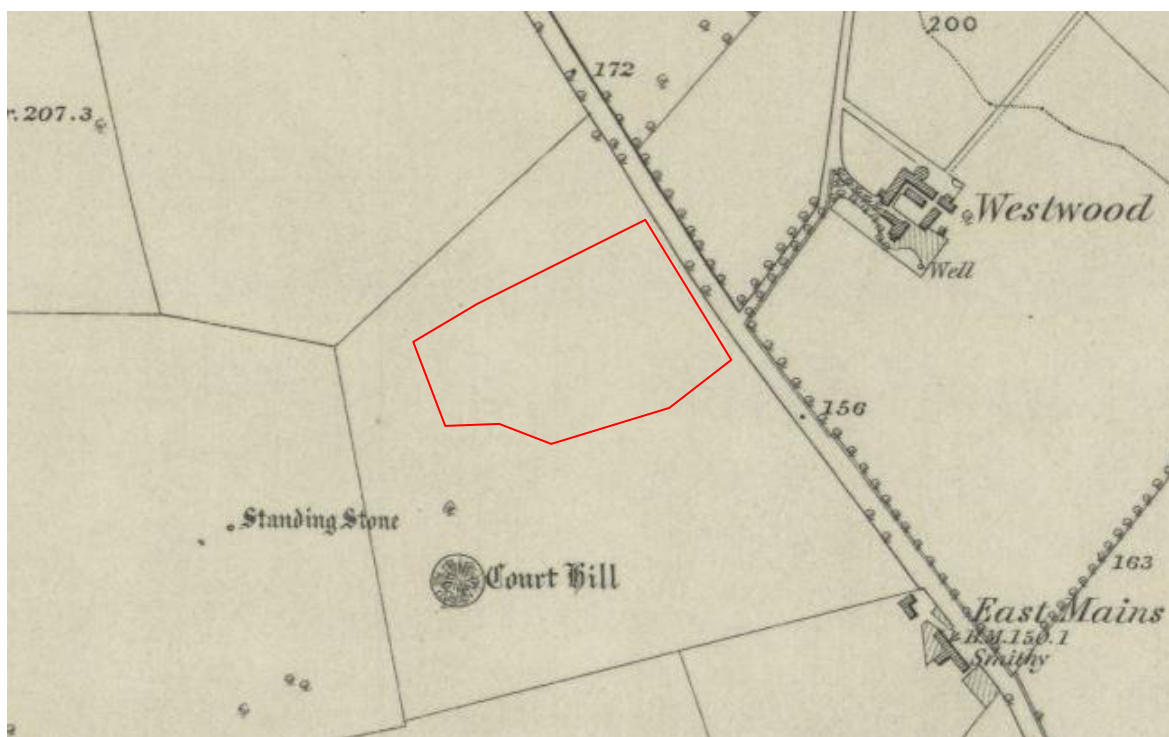 200
172
r. 207.3
Westwood
Well
156
Standing Stone
Court Hill
163
East Mains
B.M. 150.1
Smithy